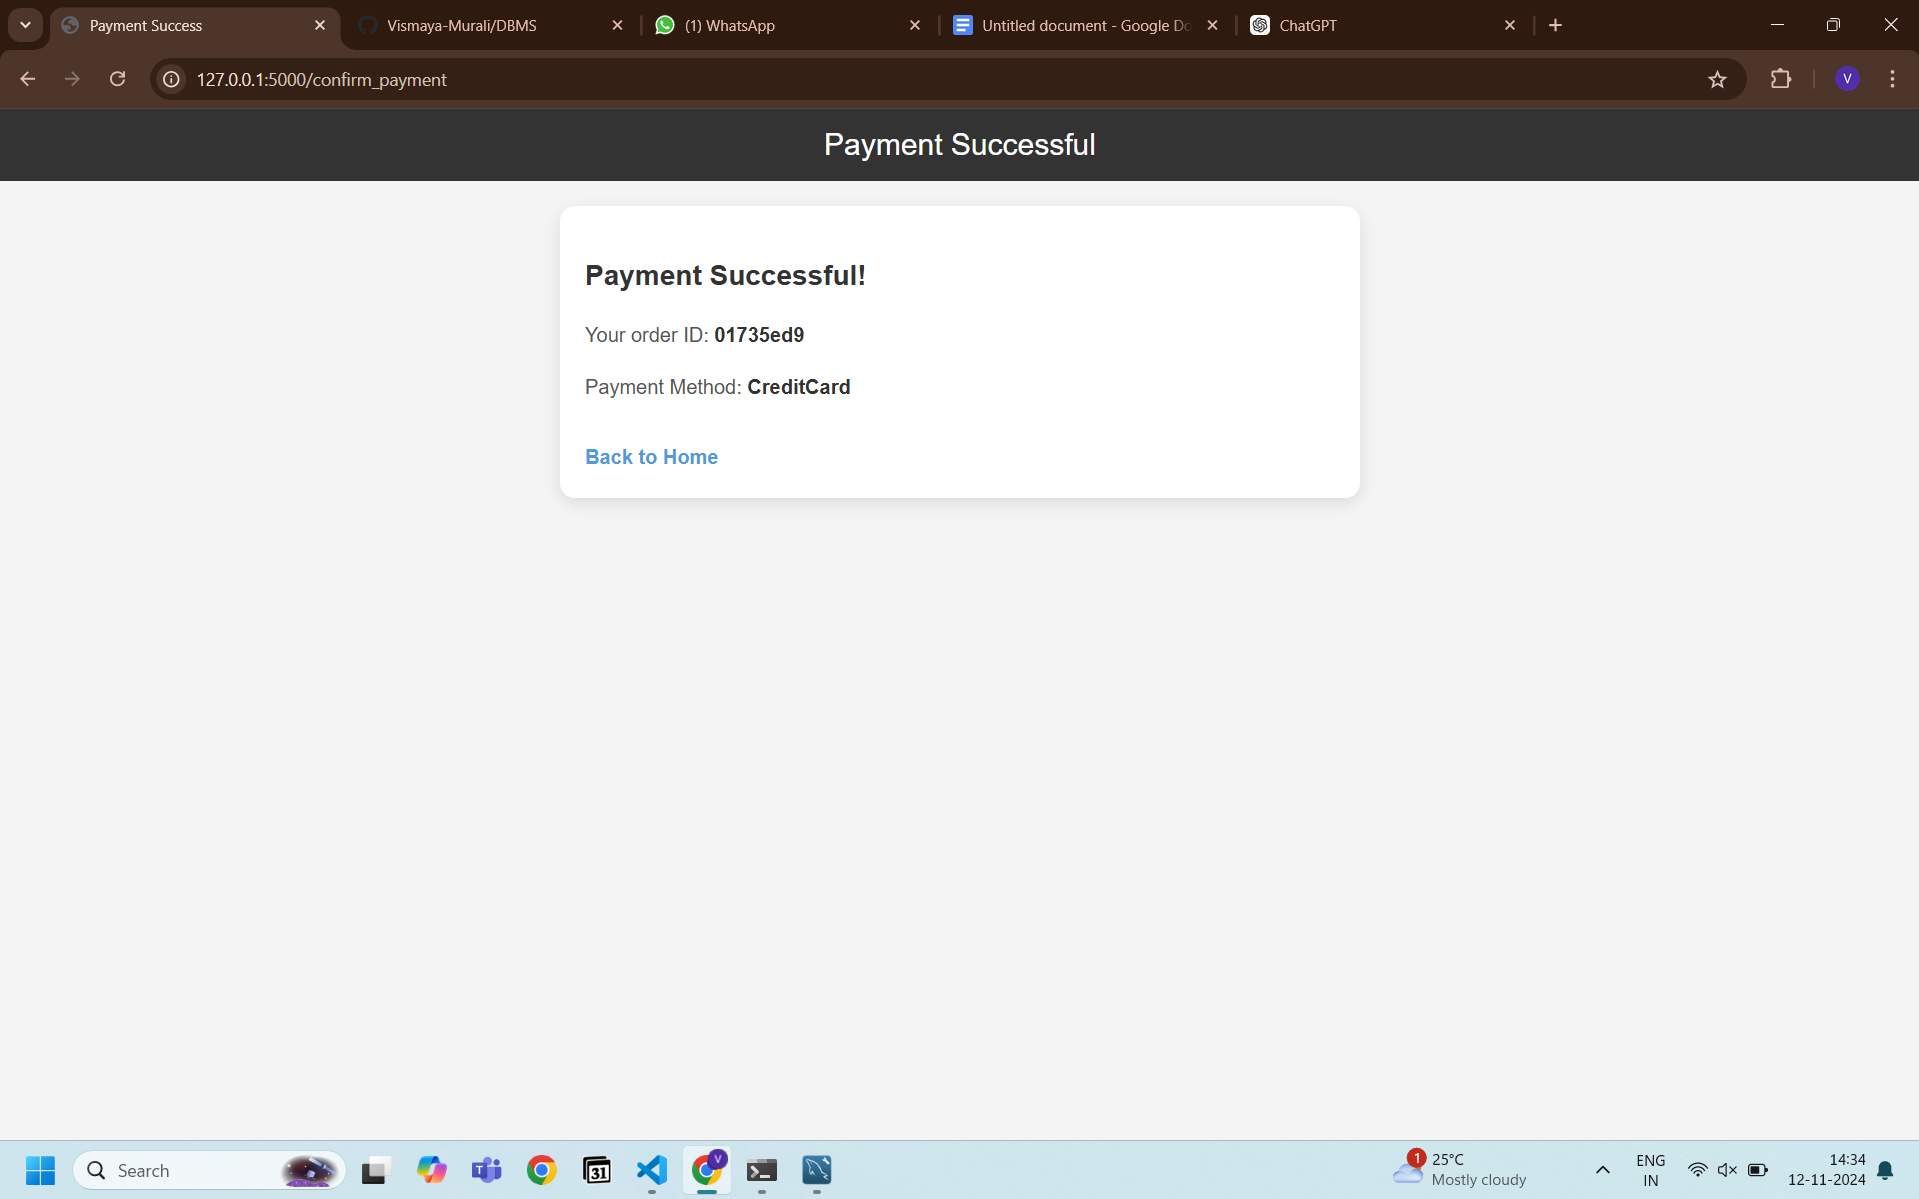 Payment Success
Vismaya-Murali/DBMS
(1) WhatsApp
Untitled document - Google Do
ChatGPT
127.0.0.1:5000/confirm_payment
V
Payment Successful
Payment Successful!
Your order ID: 01735ed9
Payment Method: CreditCard
Back to Home
Search
31
V
1
25°C
Mostly cloudy
ENG
IN
14:34
12-11-2024